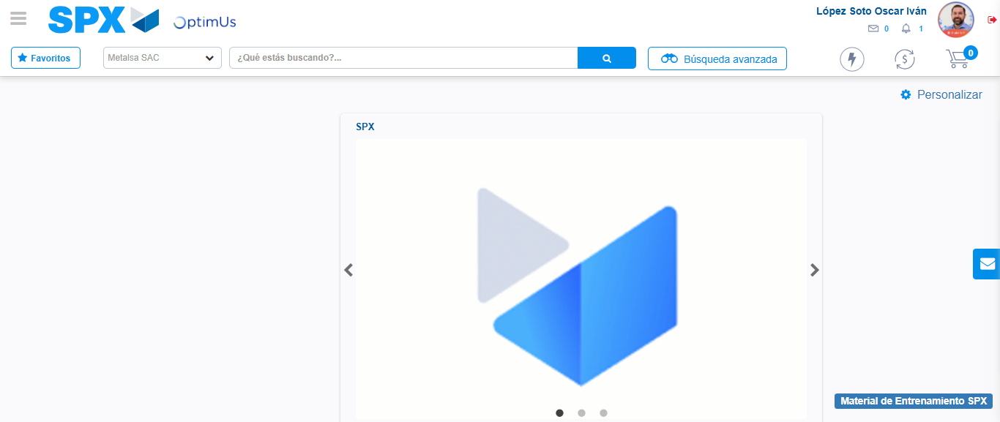 SPX
OptimUs
López Soto Oscar Iván
0
1
Favoritos
Metalsa SAC
¿Qué estás buscando?...
Búsqueda avanzada
$
0
Personalizar
SPX
Material de Entrenamiento SPX